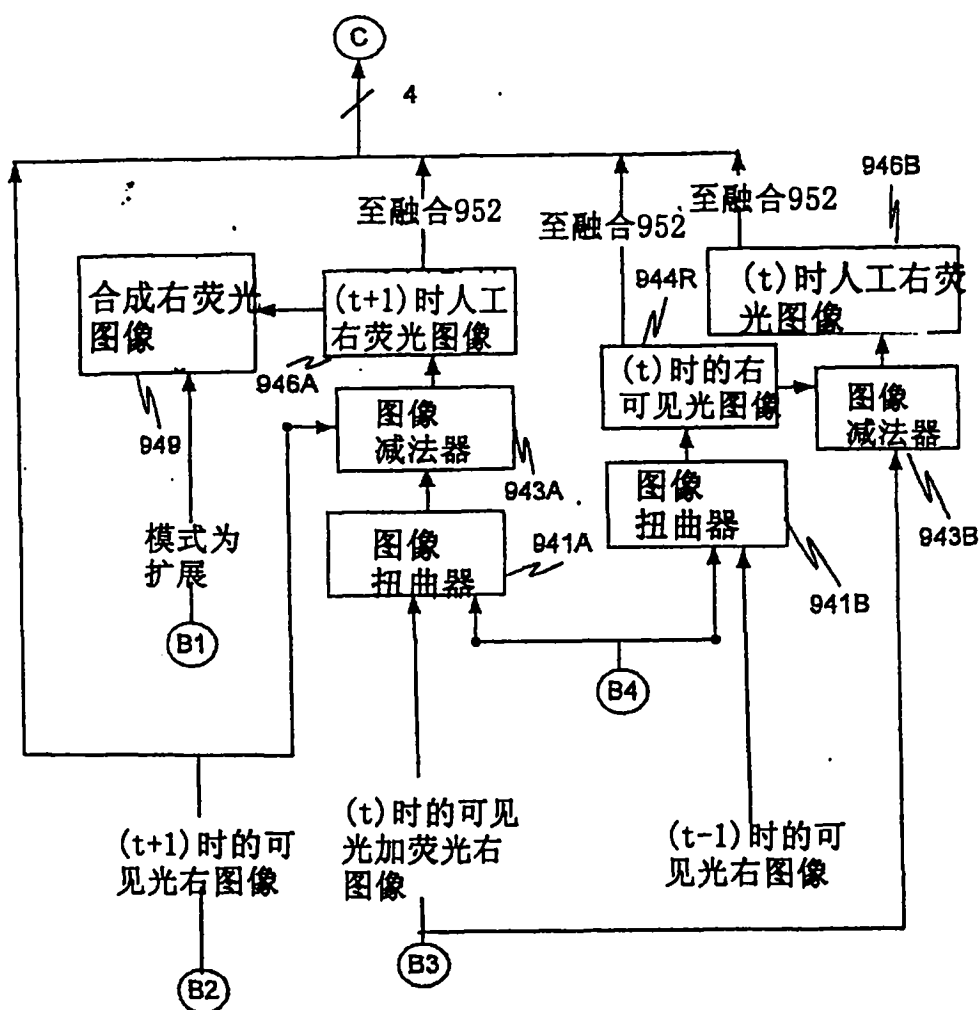 C
4
946B
至融合952
至融合952
至融合952
合成右荧光
图像
(t+1)时人工
右荧光图像
944R
(t)时人工右荧
光图像
946A
949
(t)时的右
可见光图像
图像
减法器
图像
减法器
943A
943B
图像
扭曲器
941A
图像
扭曲器
941B
模式为
扩展
B1
B4
(t+1)时的可
见光右图像
(t)时的可见
光加荧光右
图像
(t-1)时的可
见光右图像
B2
B3